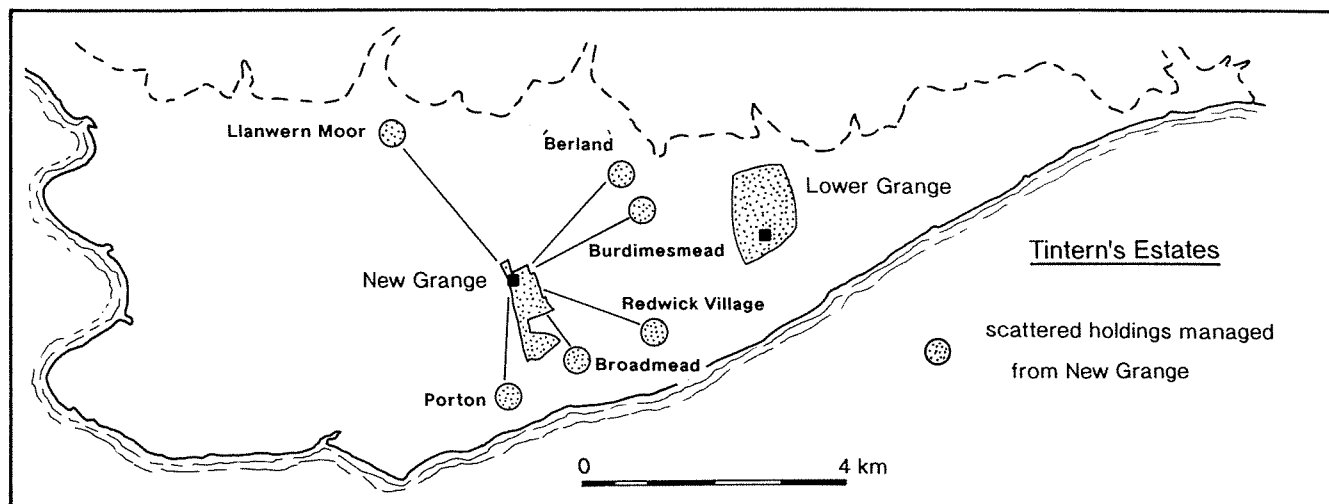 Llanwern Moor
Berland
Lower Grange
Burdimesmead
Tintern's Estates
New Grange
Redwick Village
scattered holdings managed
from New Grange
Broadmead
Porton
0 4 km